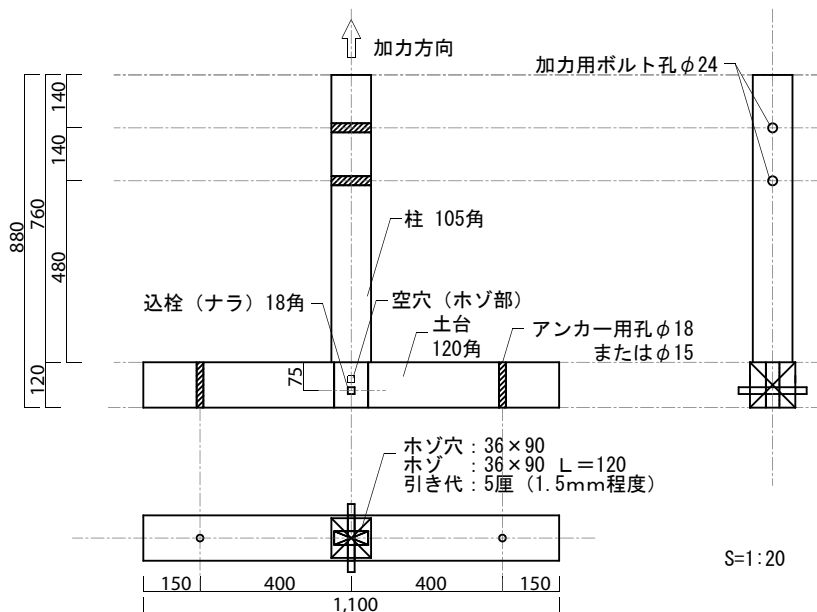 加力方向
加力用ボルト孔φ24
140
140
760
880
480
120
柱 105角
込栓（ナラ）18角
空穴（ホゾ部）
土台
120角
アンカー用孔φ18
またはφ15
75
ホゾ穴：36×90
ホゾ　：36×90 L＝120
引き代：5厘（1.5mm程度）
S=1:20
150
400
400
150
1,100